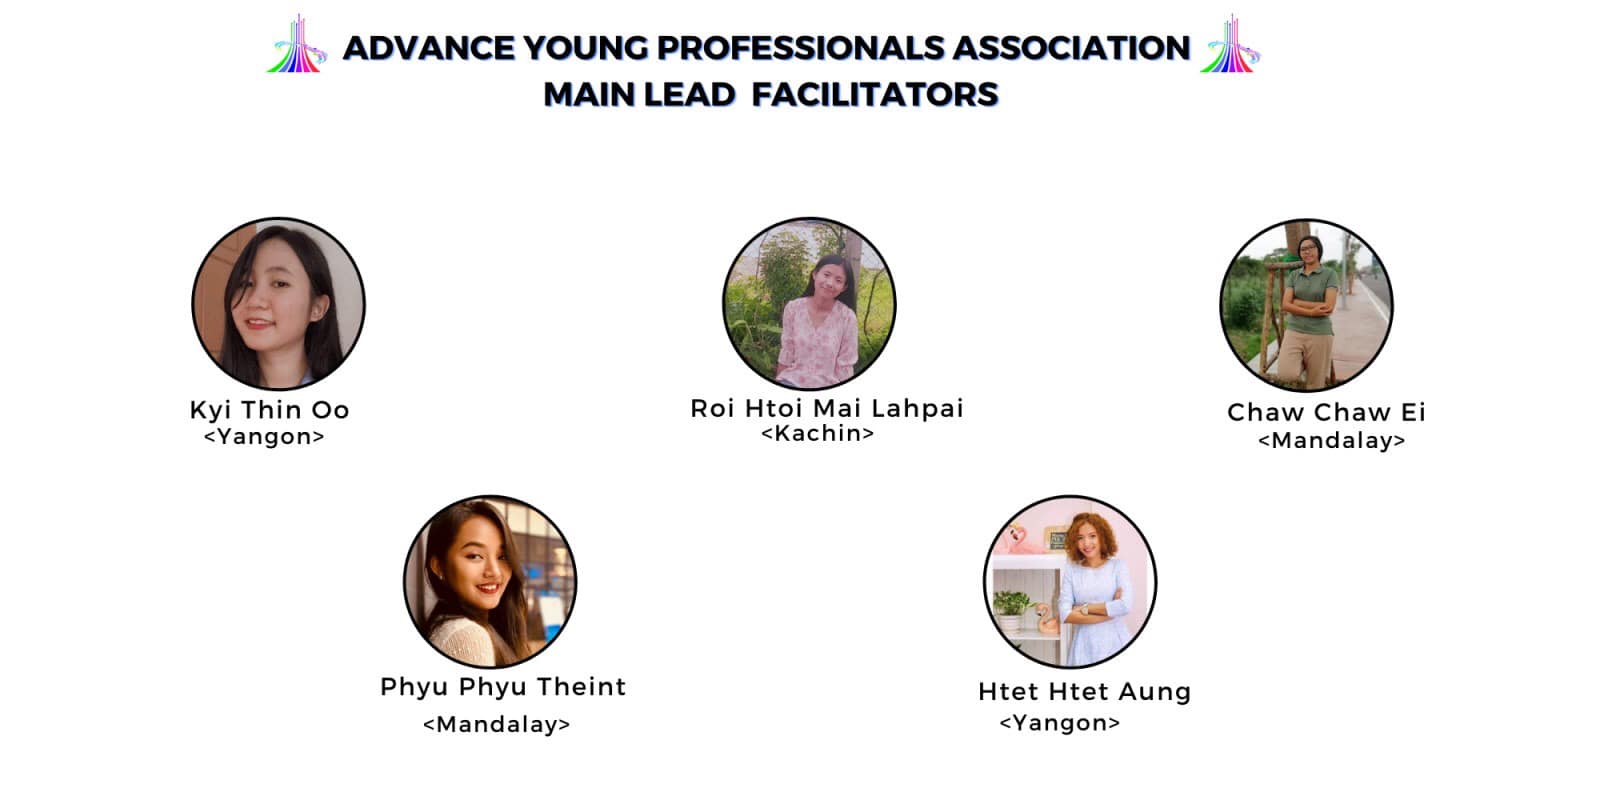 ADVANCE YOUNG PROFESSIONALS ASSOCIATION
MAIN LEAD FACILITATORS
Kyi Thin Oo
<Yangon>
Roi Htoi Mai Lahpai
<Kachin>
Chaw Chaw Ei
<Mandalay>
Phyu Phyu Theint
<Mandalay>
Htet Htet Aung
<Yangon>